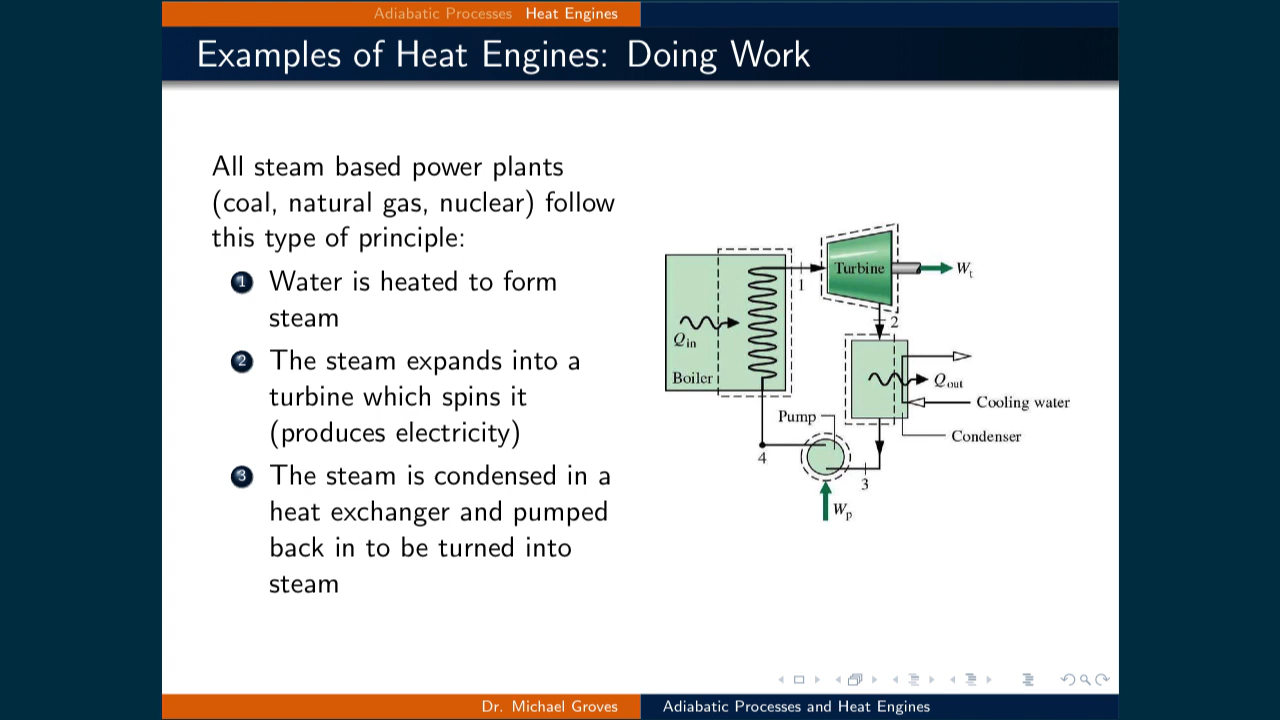 Adiabatic Processes Heat Engines
Examples of Heat Engines: Doing Work
All steam based power plants
(coal, natural gas, nuclear) follow
this type of principle:
1 Water is heated to form
steam
2 The steam expands into a
turbine which spins it
(produces electricity)
3 The steam is condensed in a
heat exchanger and pumped
back in to be turned into
steam
Turbine
Wt
1
2
Qin
Boiler
Qout
Cooling water
Pump
Condenser
4
3
Wp
Dr. Michael Groves
Adiabatic Processes and Heat Engines